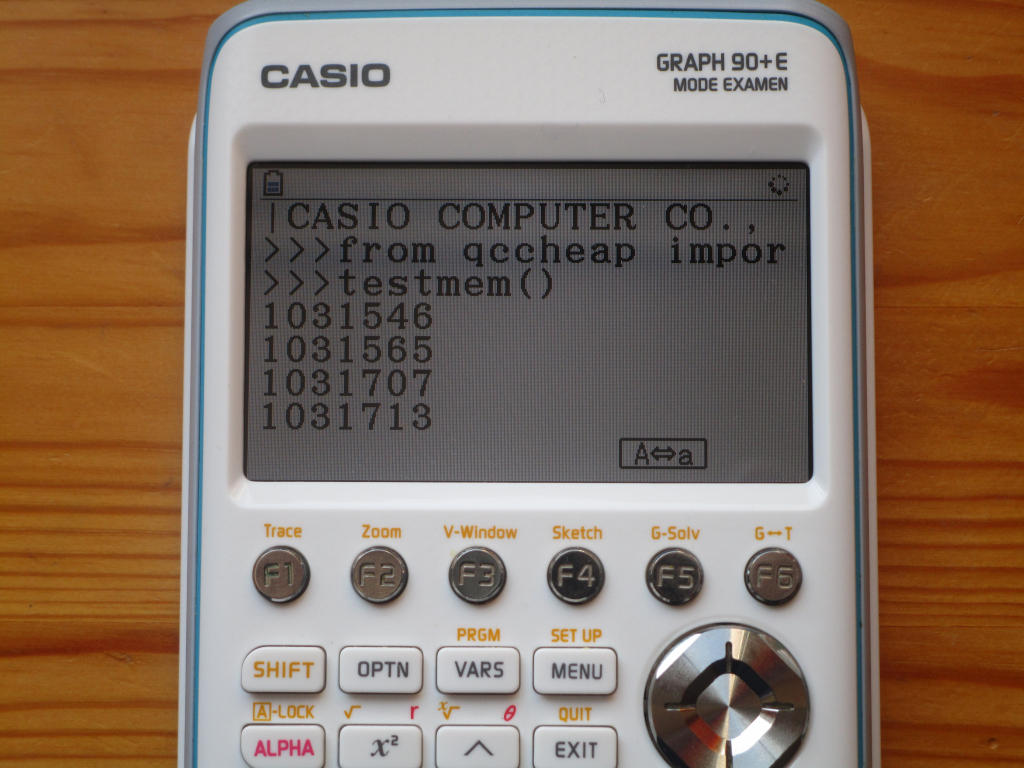 CASIO
GRAPH 90+E
MODE EXAMEN
|CASIO COMPUTER CO.,
>>>from qccheap impor
>>>testmem()
1031546
1031565
1031707
1031713
A⇔a
Trace Zoom V-Window Sketch G-Solv G↔T
F1 F2 F3 F4 F5 F6
PRGM SET UP
SHIFT OPTN VARS MENU
A-LOCK √ r ˣ√ θ QUIT
ALPHA x² ^ EXIT